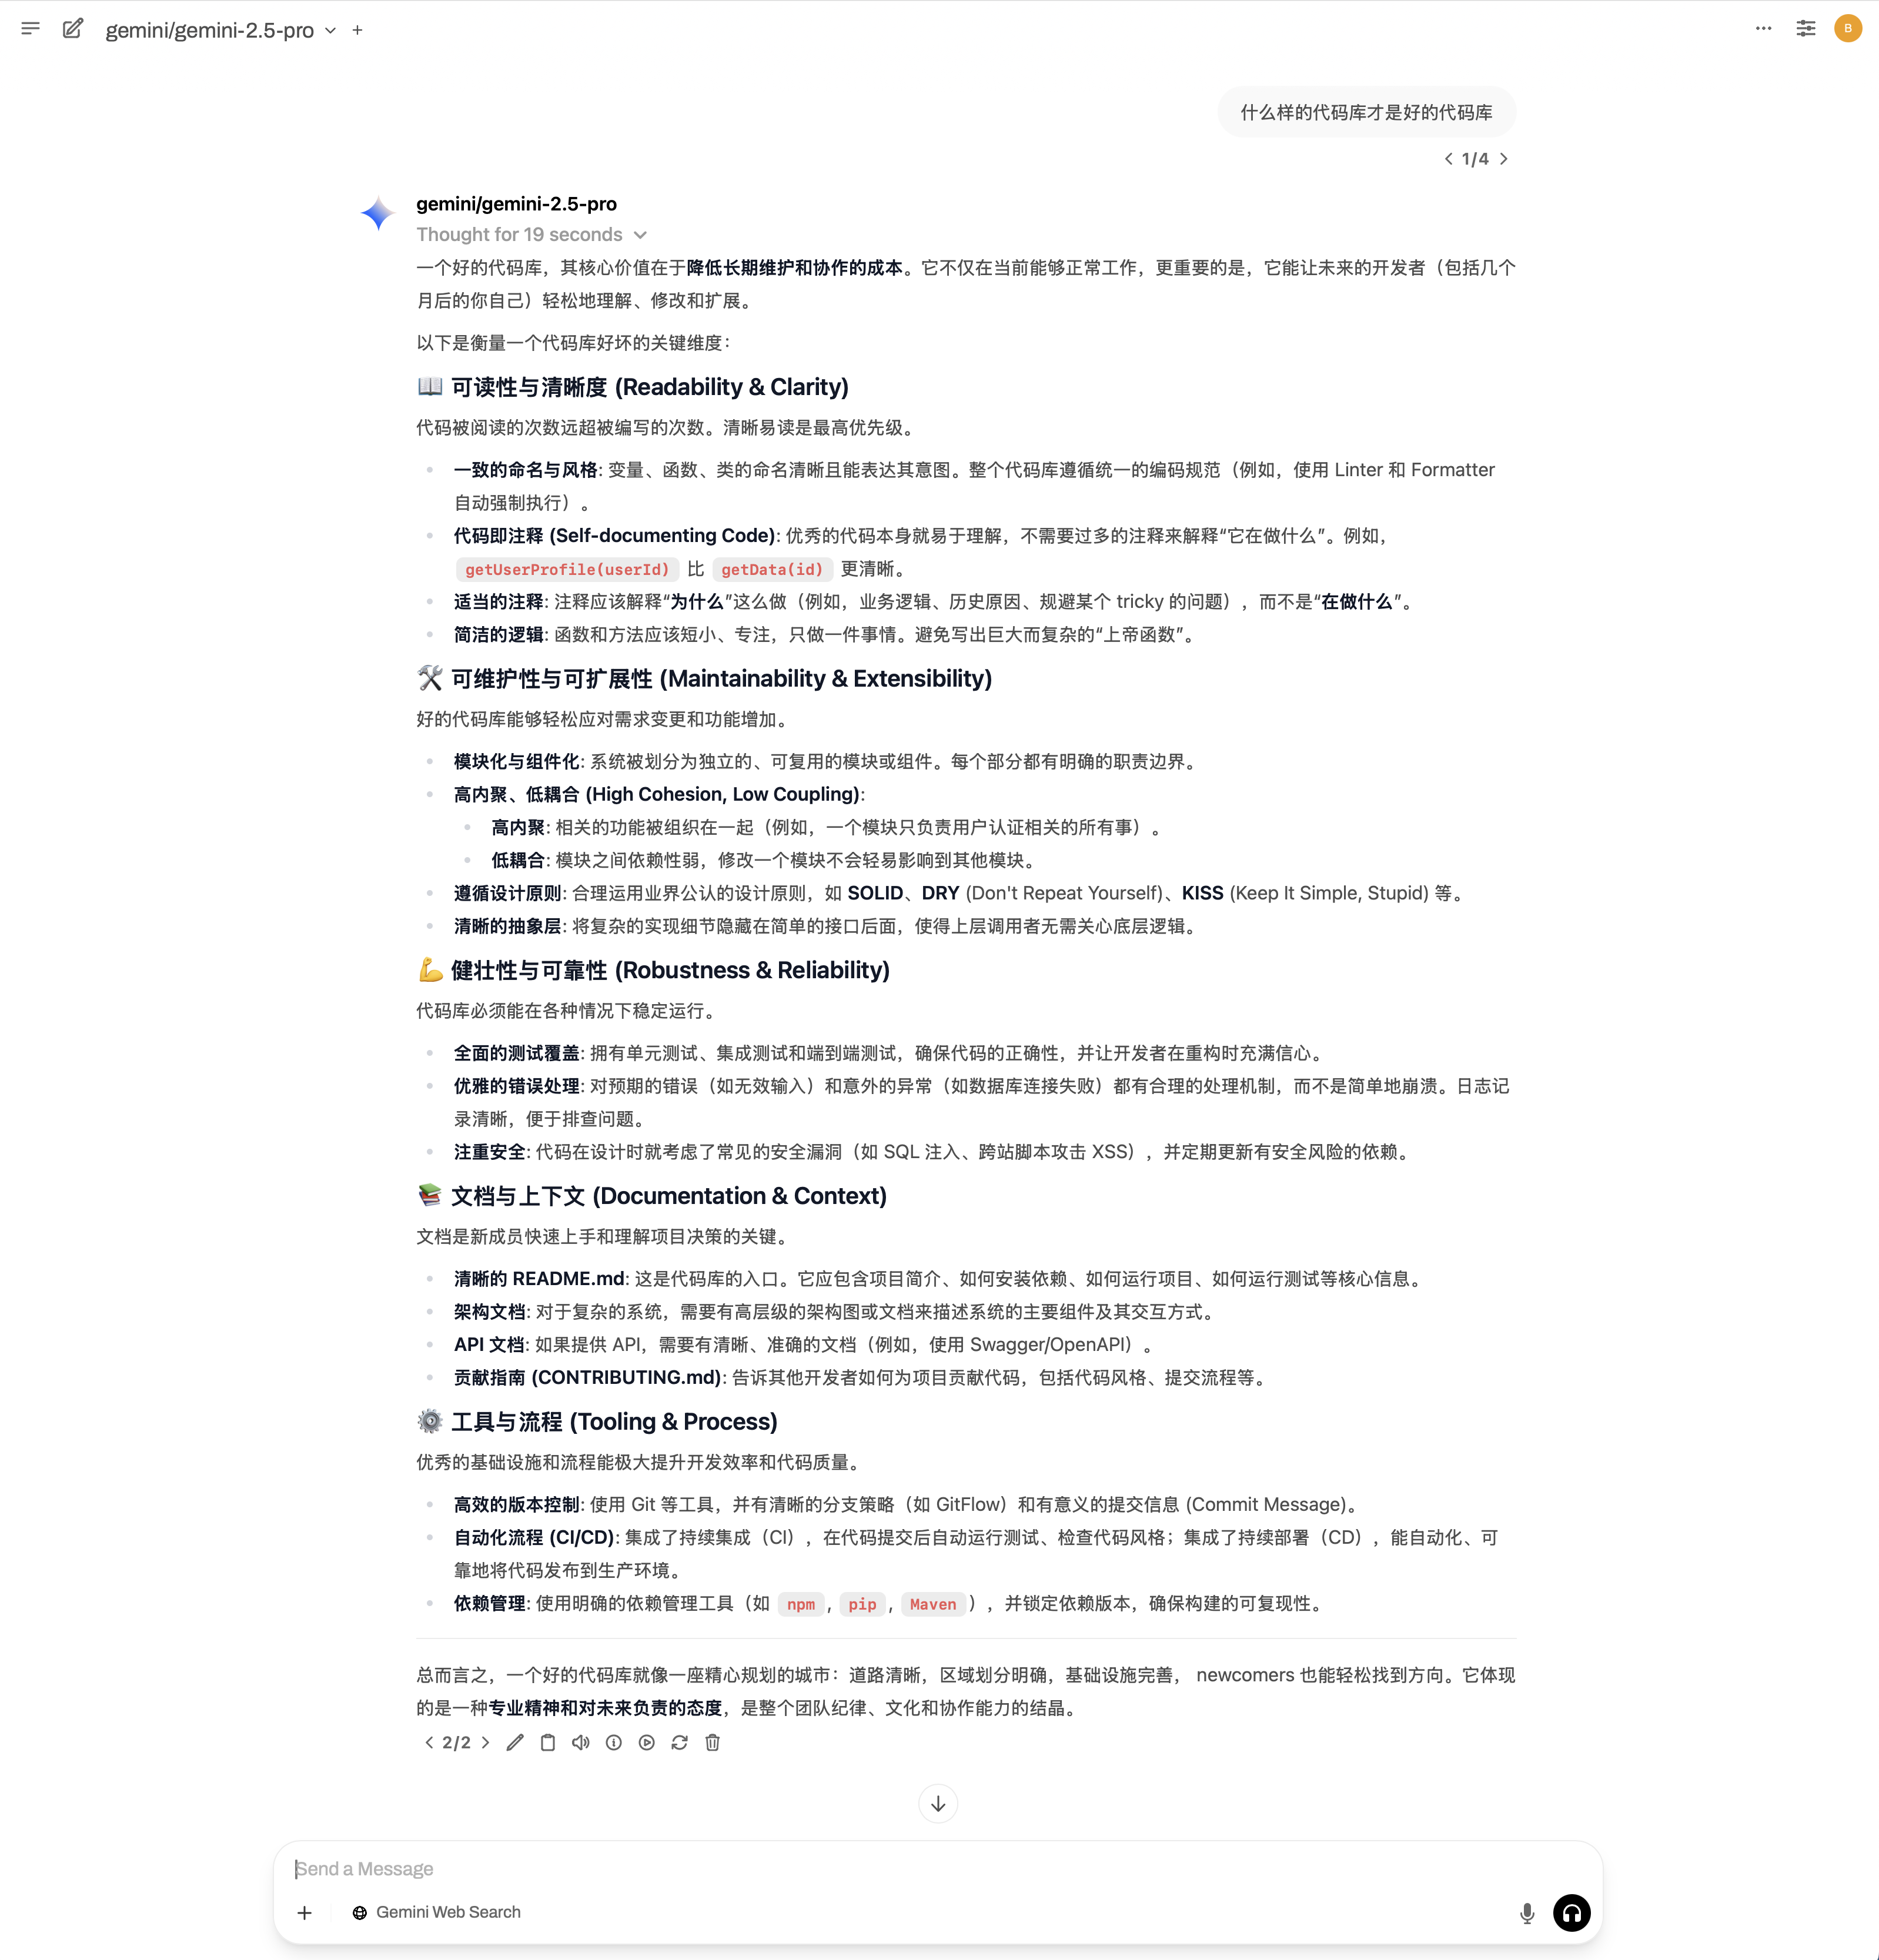 gemini/gemini-2.5-pro
B
什么样的代码库才是好的代码库
1/4
gemini/gemini-2.5-pro
Thought for 19 seconds
一个好的代码库，其核心价值在于降低长期维护和协作的成本。它不仅在当前能够正常工作，更重要的是，它能让未来的开发者（包括几个
月后的你自己）轻松地理解、修改和扩展。
以下是衡量一个代码库好坏的关键维度：
📖 可读性与清晰度 (Readability & Clarity)
代码被阅读的次数远超被编写的次数。清晰易读是最高优先级。
一致的命名与风格: 变量、函数、类的命名清晰且能表达其意图。整个代码库遵循统一的编码规范（例如，使用 Linter 和 Formatter
自动强制执行）。
代码即注释 (Self-documenting Code): 优秀的代码本身就易于理解，不需要过多的注释来解释“它在做什么”。例如，
getUserProfile(userId) 比 getData(id) 更清晰。
适当的注释: 注释应该解释“为什么”这么做（例如，业务逻辑、历史原因、规避某个 tricky 的问题），而不是“在做什么”。
简洁的逻辑: 函数和方法应该短小、专注，只做一件事情。避免写出巨大而复杂的“上帝函数”。
🛠️ 可维护性与可扩展性 (Maintainability & Extensibility)
好的代码库能够轻松应对需求变更和功能增加。
模块化与组件化: 系统被划分为独立的、可复用的模块或组件。每个部分都有明确的职责边界。
高内聚、低耦合 (High Cohesion, Low Coupling):
高内聚: 相关的功能被组织在一起（例如，一个模块只负责用户认证相关的所有事）。
低耦合: 模块之间依赖性弱，修改一个模块不会轻易影响到其他模块。
遵循设计原则: 合理运用业界公认的设计原则，如 SOLID、DRY (Don't Repeat Yourself)、KISS (Keep It Simple, Stupid) 等。
清晰的抽象层: 将复杂的实现细节隐藏在简单的接口后面，使得上层调用者无需关心底层逻辑。
💪 健壮性与可靠性 (Robustness & Reliability)
代码库必须能在各种情况下稳定运行。
全面的测试覆盖: 拥有单元测试、集成测试和端到端测试，确保代码的正确性，并让开发者在重构时充满信心。
优雅的错误处理: 对预期的错误（如无效输入）和意外的异常（如数据库连接失败）都有合理的处理机制，而不是简单地崩溃。日志记
录清晰，便于排查问题。
注重安全: 代码在设计时就考虑了常见的安全漏洞（如 SQL 注入、跨站脚本攻击 XSS），并定期更新有安全风险的依赖。
📚 文档与上下文 (Documentation & Context)
文档是新成员快速上手和理解项目决策的关键。
清晰的 README.md: 这是代码库的入口。它应包含项目简介、如何安装依赖、如何运行项目、如何运行测试等核心信息。
架构文档: 对于复杂的系统，需要有高层级的架构图或文档来描述系统的主要组件及其交互方式。
API 文档: 如果提供 API，需要有清晰、准确的文档（例如，使用 Swagger/OpenAPI）。
贡献指南 (CONTRIBUTING.md): 告诉其他开发者如何为项目贡献代码，包括代码风格、提交流程等。
⚙️ 工具与流程 (Tooling & Process)
优秀的基础设施和流程能极大提升开发效率和代码质量。
高效的版本控制: 使用 Git 等工具，并有清晰的分支策略（如 GitFlow）和有意义的提交信息 (Commit Message)。
自动化流程 (CI/CD): 集成了持续集成（CI），在代码提交后自动运行测试、检查代码风格；集成了持续部署（CD），能自动化、可
靠地将代码发布到生产环境。
依赖管理: 使用明确的依赖管理工具（如 npm, pip, Maven），并锁定依赖版本，确保构建的可复现性。
总而言之，一个好的代码库就像一座精心规划的城市：道路清晰，区域划分明确，基础设施完善， newcomers 也能轻松找到方向。它体现
的是一种专业精神和对未来负责的态度，是整个团队纪律、文化和协作能力的结晶。
2/2
Send a Message
Gemini Web Search